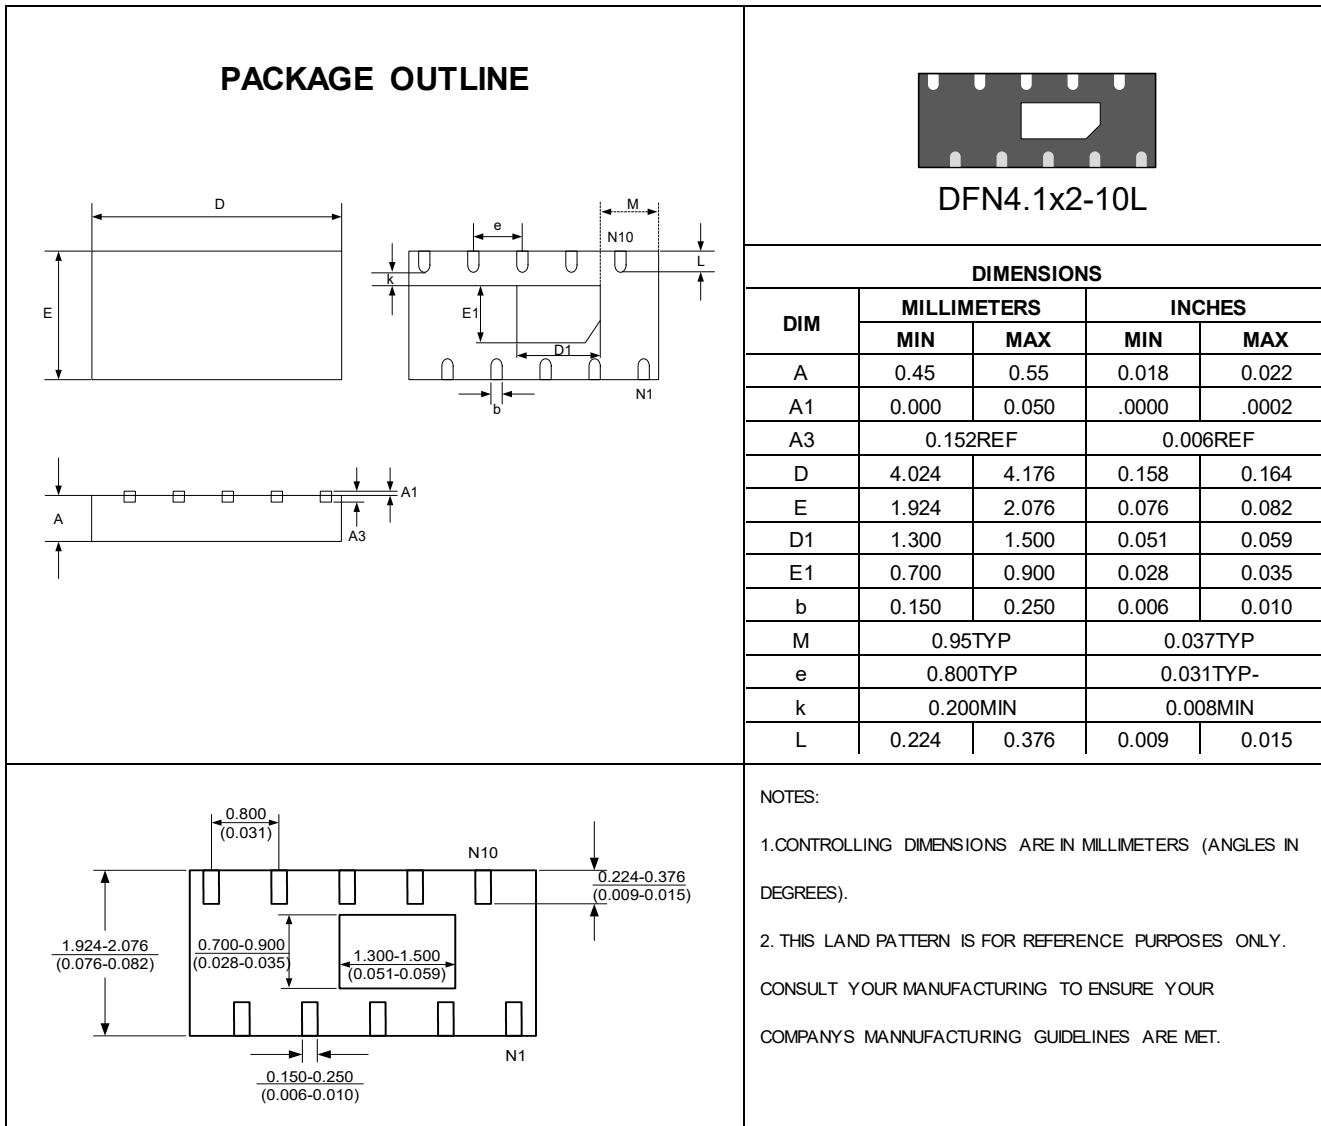 PACKAGE OUTLINE
D
E
e
M
N10
L
k
E1
D1
b
N1
A
A1
A3
DFN4.1x2-10L
DIMENSIONS
DIM MILLIMETERS INCHES
MIN MAX MIN MAX
A 0.45 0.55 0.018 0.022
A1 0.000 0.050 .0000 .0002
A3 0.152REF 0.006REF
D 4.024 4.176 0.158 0.164
E 1.924 2.076 0.076 0.082
D1 1.300 1.500 0.051 0.059
E1 0.700 0.900 0.028 0.035
b 0.150 0.250 0.006 0.010
M 0.95TYP 0.037TYP
e 0.800TYP 0.031TYP-
k 0.200MIN 0.008MIN
L 0.224 0.376 0.009 0.015
0.800
(0.031)
N10
0.224-0.376
(0.009-0.015)
1.924-2.076
(0.076-0.082)
0.700-0.900
(0.028-0.035)
1.300-1.500
(0.051-0.059)
N1
0.150-0.250
(0.006-0.010)
NOTES:
1.CONTROLLING DIMENSIONS ARE IN MILLIMETERS (ANGLES IN
DEGREES).
2. THIS LAND PATTERN IS FOR REFERENCE PURPOSES ONLY.
CONSULT YOUR MANUFACTURING TO ENSURE YOUR
COMPANYS MANNUFACTURING GUIDELINES ARE MET.